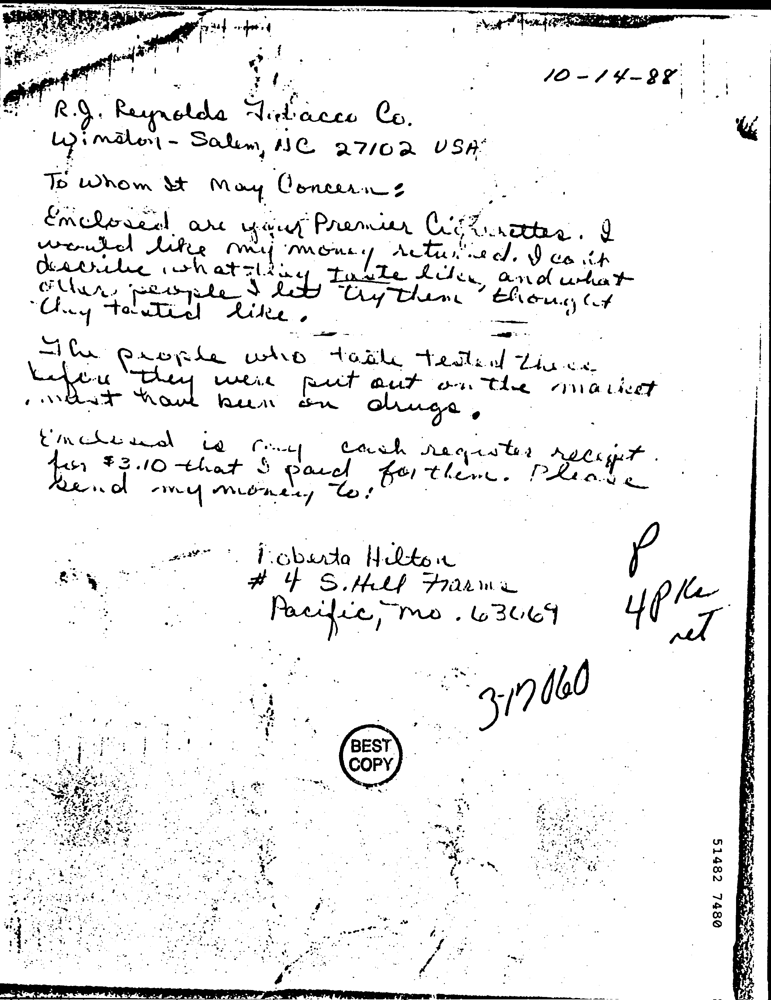 10-14-88
R.J. Reynolds Tobacco Co.
Winston-Salem, NC 27102 USA
To Whom It May Concern:
Enclosed are your Premier Cigarettes. I
would like my money returned. I can't
describe what they taste like, and what
other people I let try them thought
they tasted like.
The people who taste tested these
before they were put out on the market
must have been on drugs.
Enclosed is my cash register receipt
for $3.10 that I paid for them. Please
send my money to:
Roberta Hilton
# 4 S. Hill Farms
Pacific, Mo. 63069
P
4 Pks
ret
3-17060
BEST
COPY
51482 7480